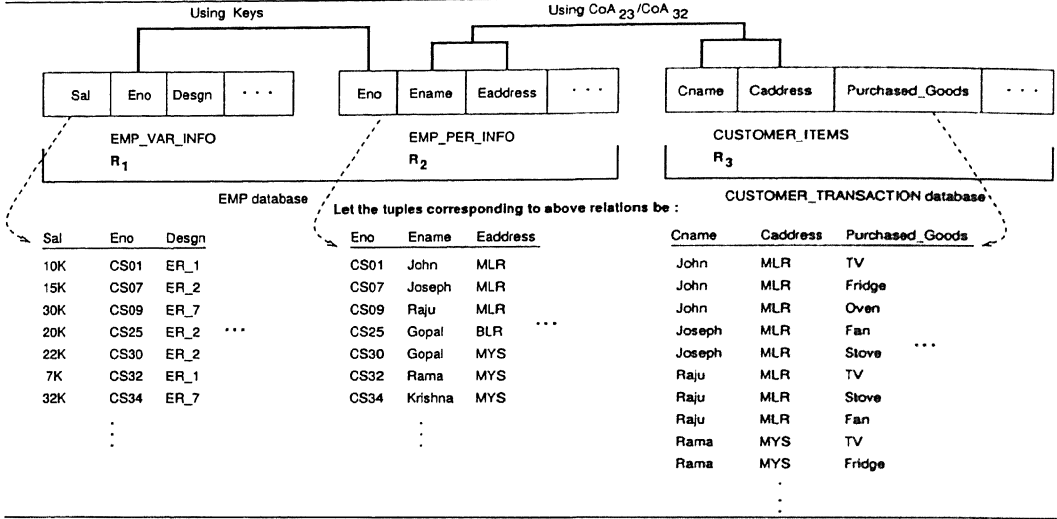 Using Keys
Using CoA 23 / CoA 32
Sal Eno Desgn . . .
Eno Ename Eaddress . . .
Cname Caddress Purchased_Goods . . .
EMP_VAR_INFO
R1
EMP_PER_INFO
R2
CUSTOMER_ITEMS
R3
EMP database
CUSTOMER_TRANSACTION database
Let the tuples corresponding to above relations be :
Sal Eno Desgn
10K CS01 ER_1
15K CS07 ER_2
30K CS09 ER_7
20K CS25 ER_2 ...
22K CS30 ER_2
7K CS32 ER_1
32K CS34 ER_7
Eno Ename Eaddress
CS01 John MLR
CS07 Joseph MLR
CS09 Raju MLR
CS25 Gopal BLR ...
CS30 Gopal MYS
CS32 Rama MYS
CS34 Krishna MYS
Cname Caddress Purchased_Goods
John MLR TV
John MLR Fridge
John MLR Oven
Joseph MLR Fan
Joseph MLR Stove ...
Raju MLR TV
Raju MLR Stove
Raju MLR Fan
Rama MYS TV
Rama MYS Fridge